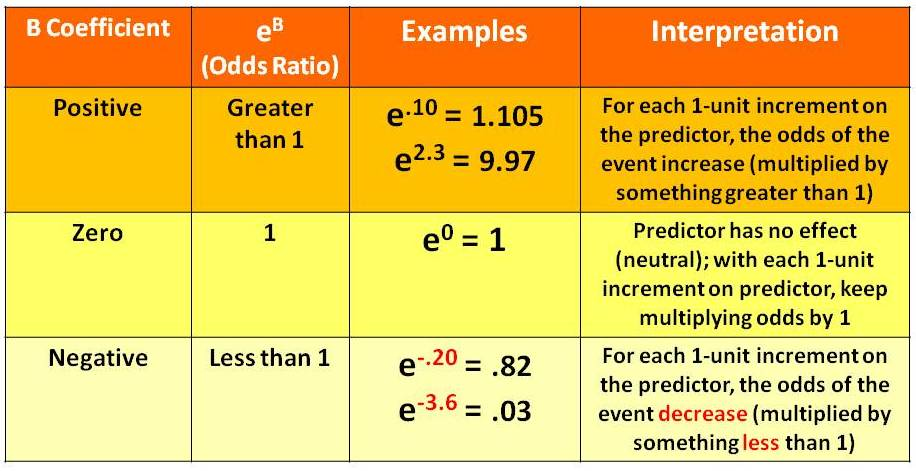 B Coefficient
e^B
(Odds Ratio)
Examples
Interpretation
Positive
Greater
than 1
e^.10 = 1.105
e^2.3 = 9.97
For each 1-unit increment on
the predictor, the odds of the
event increase (multiplied by
something greater than 1)
Zero
1
e^0 = 1
Predictor has no effect
(neutral); with each 1-unit
increment on predictor, keep
multiplying odds by 1
Negative
Less than 1
e^-.20 = .82
e^-3.6 = .03
For each 1-unit increment on
the predictor, the odds of the
event decrease (multiplied by
something less than 1)